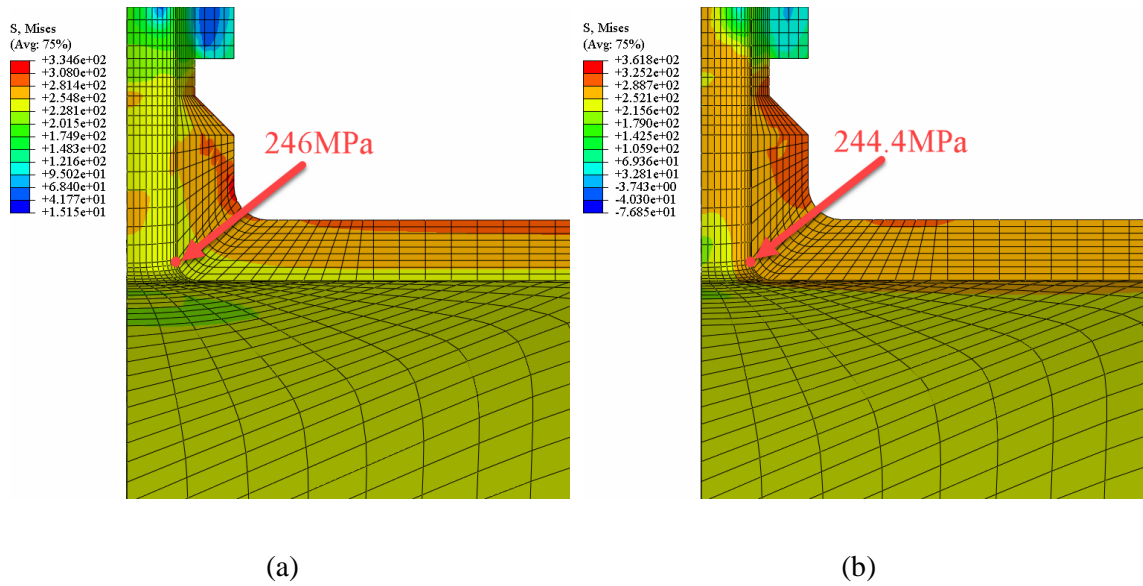 S, Mises
(Avg: 75%)
+3.346e+02
+3.080e+02
+2.814e+02
+2.548e+02
+2.281e+02
+2.015e+02
+1.749e+02
+1.483e+02
+1.216e+02
+9.502e+01
+6.840e+01
+4.177e+01
+1.515e+01
246MPa
(a)
S, Mises
(Avg: 75%)
+3.618e+02
+3.252e+02
+2.887e+02
+2.521e+02
+2.156e+02
+1.790e+02
+1.425e+02
+1.059e+02
+6.936e+01
+3.281e+01
-3.743e+00
-4.030e+01
-7.685e+01
244.4MPa
(b)